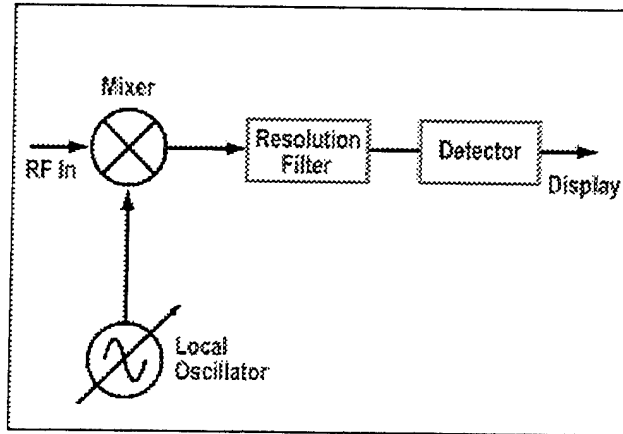 Mixer
RF In
Resolution
Filter
Detector
Display
Local
Oscillator